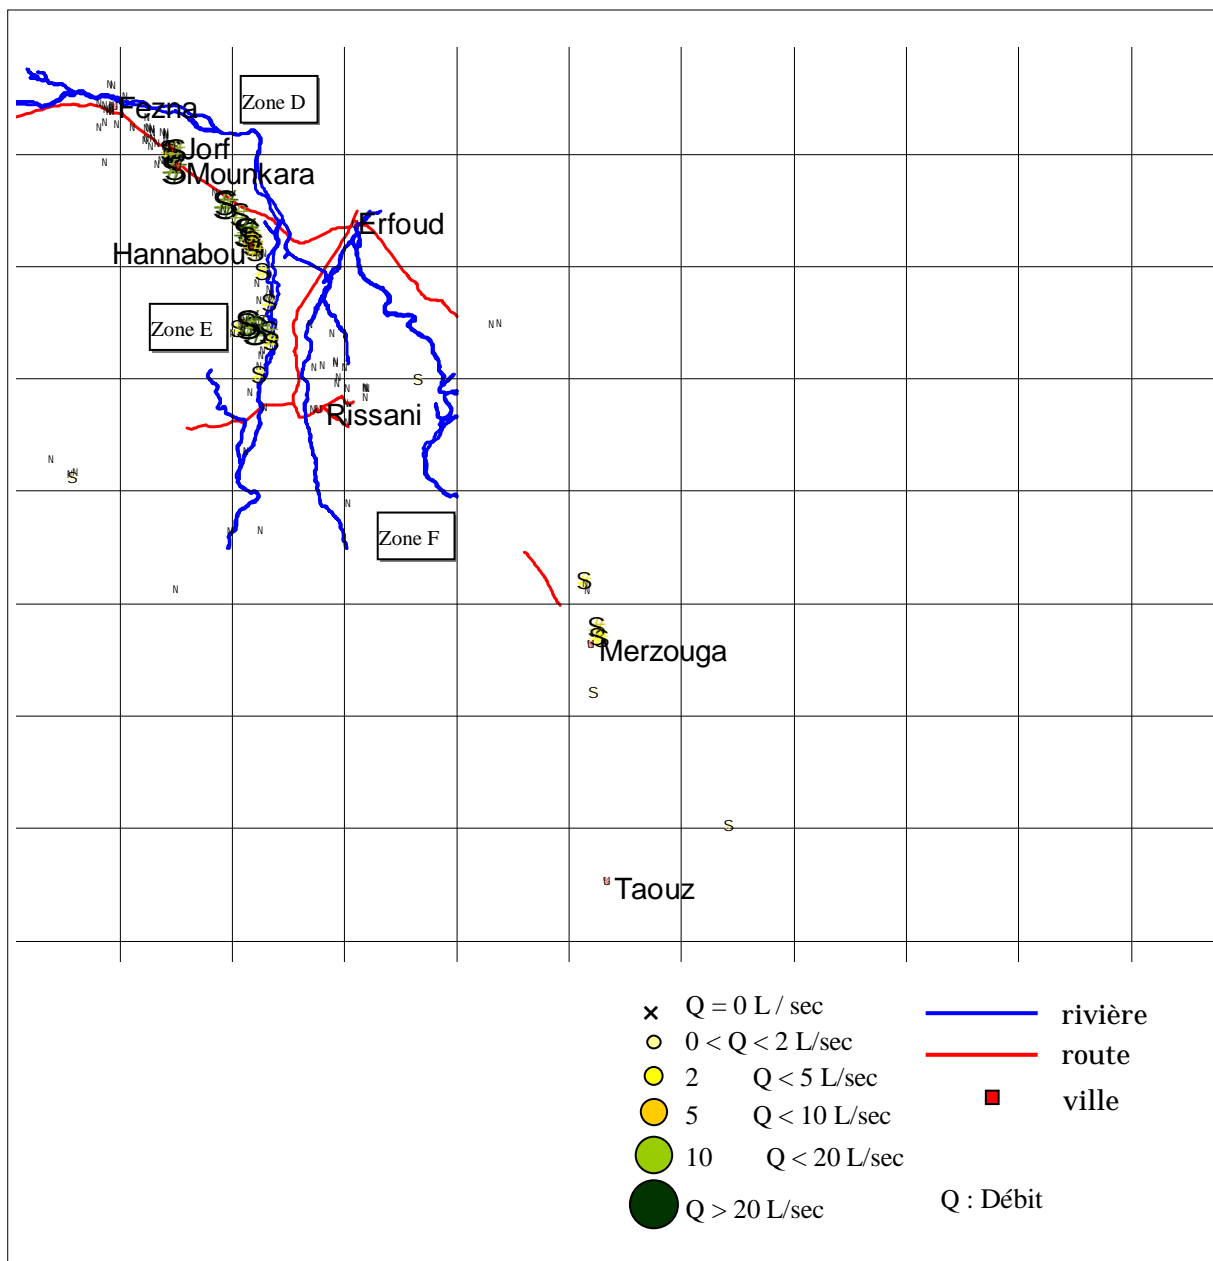 Zone D
Fezna
Jorf
Mounkara
Erfoud
Hannabou
Zone E
Rissani
Zone F
Merzouga
Taouz
Q = 0 L / sec
0 < Q < 2 L/sec
2 Q < 5 L/sec
5 Q < 10 L/sec
10 Q < 20 L/sec
Q > 20 L/sec
rivière
route
ville
Q : Débit